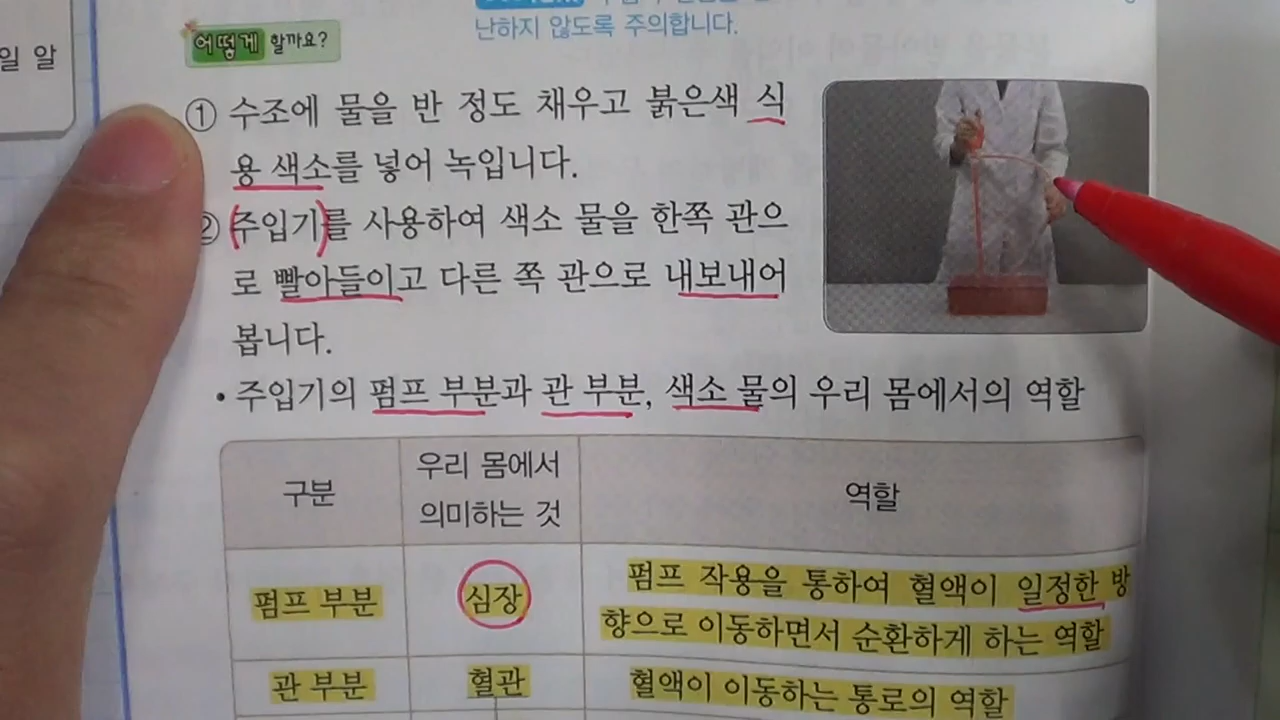 일 알
난하지 않도록 주의합니다.
어떻게 할까요?
① 수조에 물을 반 정도 채우고 붉은색 식
용 색소를 넣어 녹입니다.
② 주입기를 사용하여 색소 물을 한쪽 관으
로 빨아들이고 다른 쪽 관으로 내보내어
봅니다.
• 주입기의 펌프 부분과 관 부분, 색소 물의 우리 몸에서의 역할
구분
우리 몸에서
의미하는 것
역할
펌프 부분
심장
펌프 작용을 통하여 혈액이 일정한 방
향으로 이동하면서 순환하게 하는 역할
관 부분
혈관
혈액이 이동하는 통로의 역할